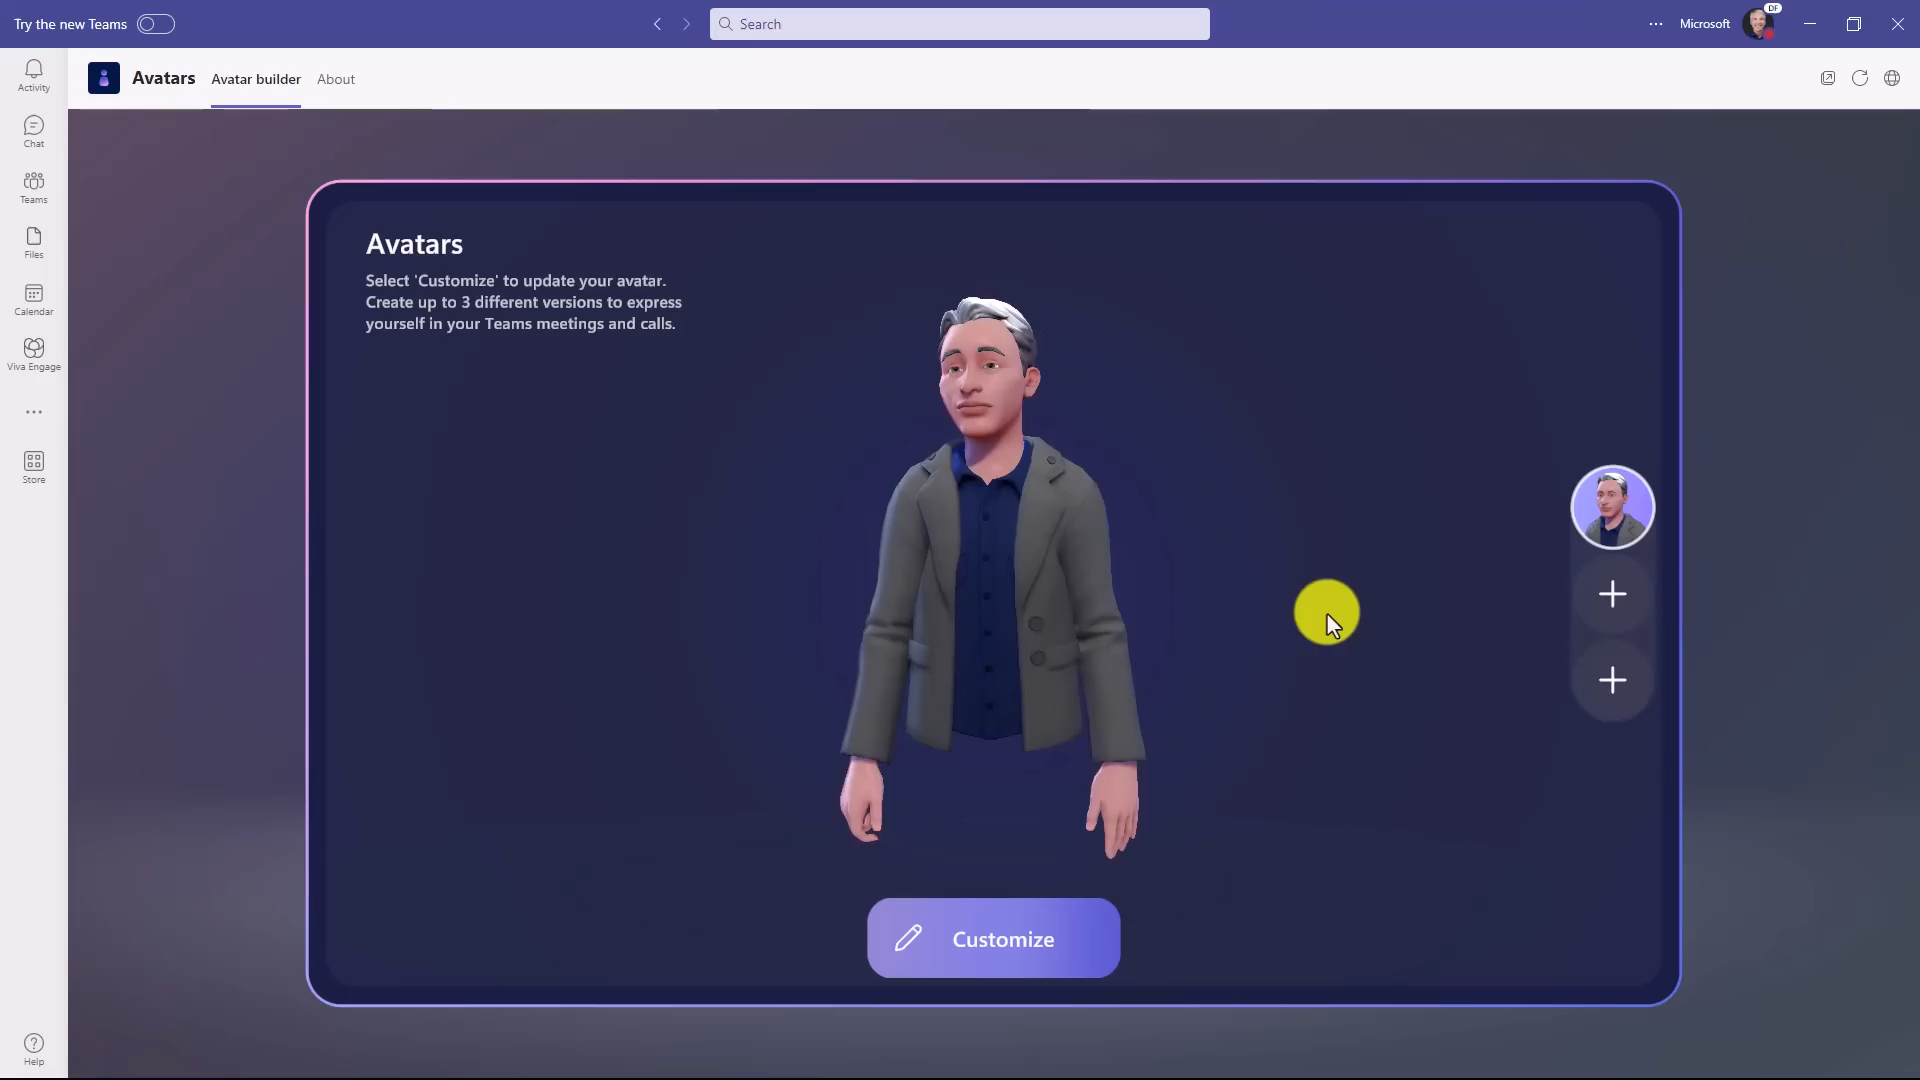 Try the new Teams
Search
Microsoft
DF
Avatars
Avatar builder
About
Activity
Chat
Teams
Files
Calendar
Viva Engage
Store
Help
Avatars
Select 'Customize' to update your avatar.
Create up to 3 different versions to express
yourself in your Teams meetings and calls.
Customize